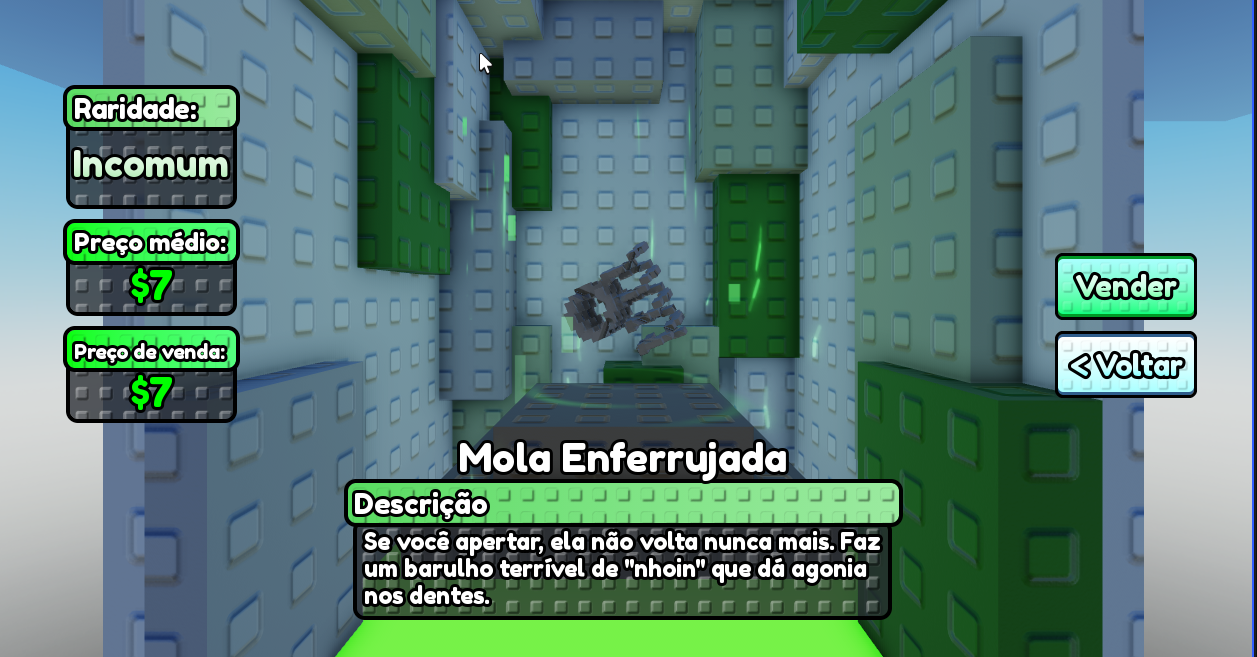 Raridade:
Incomum
Preço médio:
$7
Preço de venda:
$7
Vender
< Voltar
Mola Enferrujada
Descrição
Se você apertar, ela não volta nunca mais. Faz
um barulho terrível de "nhoin" que dá agonia
nos dentes.